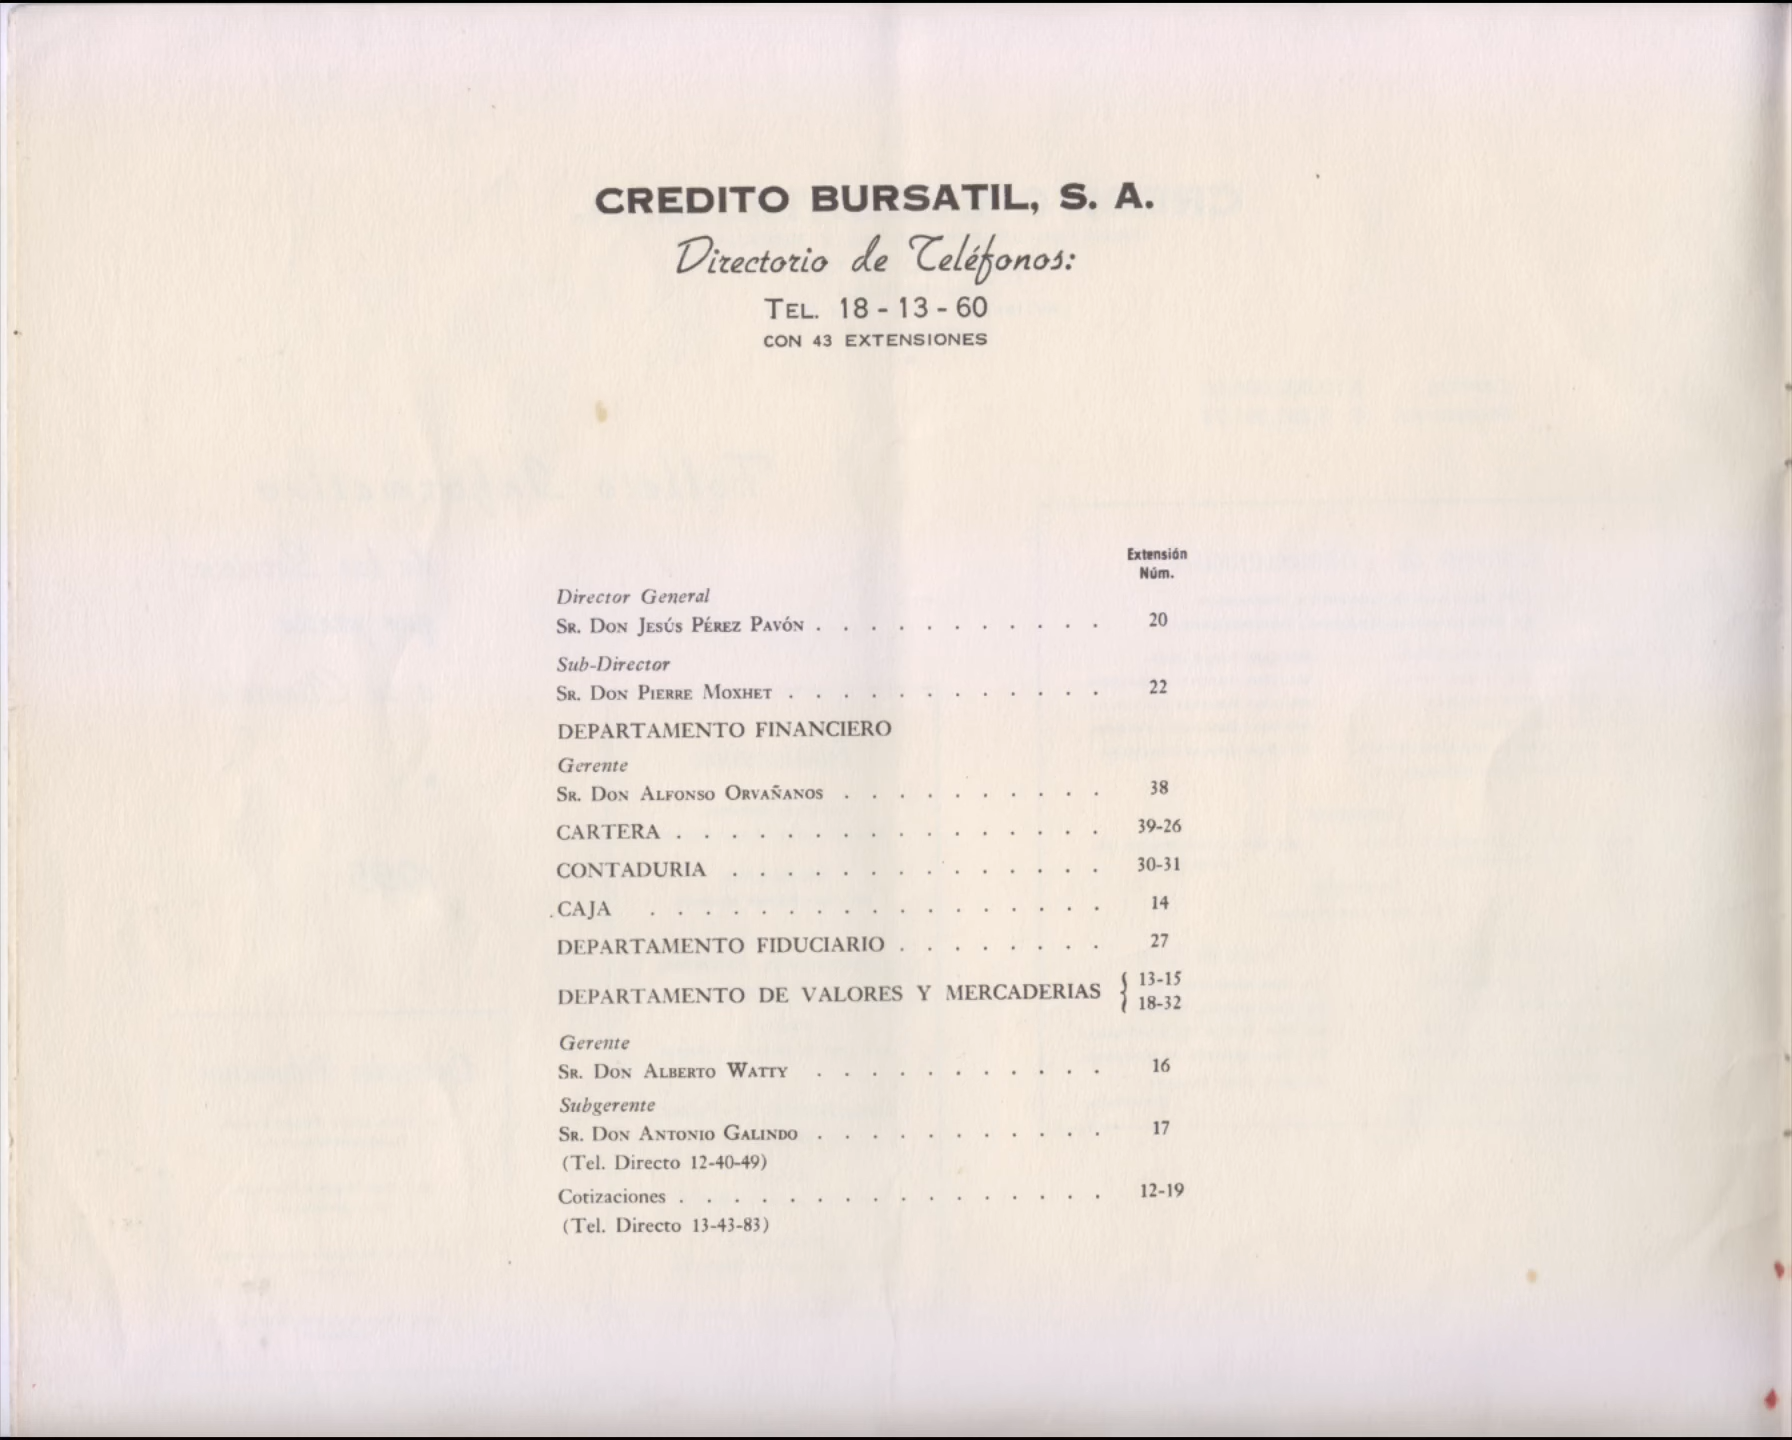 CREDITO BURSATIL, S. A.
Directorio de Teléfonos:
TEL. 18 - 13 - 60
CON 43 EXTENSIONES
Extensión
Núm.
Director General
SR. DON JESÚS PÉREZ PAVÓN . . . . . . . . . . . 20
Sub-Director
SR. DON PIERRE MOXHET . . . . . . . . . . . . 22
DEPARTAMENTO FINANCIERO
Gerente
SR. DON ALFONSO ORVAÑANOS . . . . . . . . . . 38
CARTERA . . . . . . . . . . . . . . . . 39-26
CONTADURIA . . . . . . . . . . . . . . 30-31
CAJA . . . . . . . . . . . . . . . . . 14
DEPARTAMENTO FIDUCIARIO . . . . . . . . 27
DEPARTAMENTO DE VALORES Y MERCADERIAS { 13-15
18-32
Gerente
SR. DON ALBERTO WATTY . . . . . . . . . . . 16
Subgerente
SR. DON ANTONIO GALINDO . . . . . . . . . . . 17
(Tel. Directo 12-40-49)
Cotizaciones . . . . . . . . . . . . . . . . 12-19
(Tel. Directo 13-43-83)